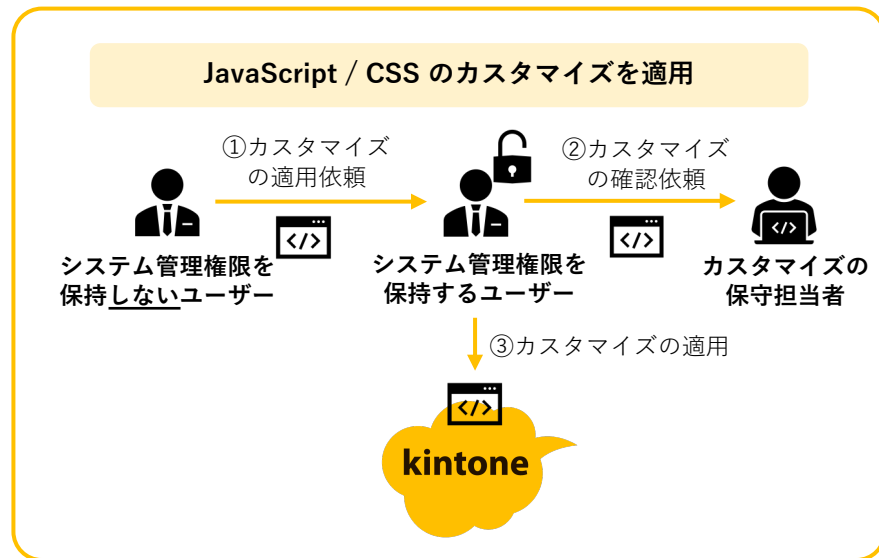 JavaScript / CSS のカスタマイズを適用
①カスタマイズ
の適用依頼
②カスタマイズ
の確認依頼
</>
</>
</>
システム管理権限を
保持しないユーザー
システム管理権限を
保持するユーザー
カスタマイズの
保守担当者
③カスタマイズの適用
</>
kintone